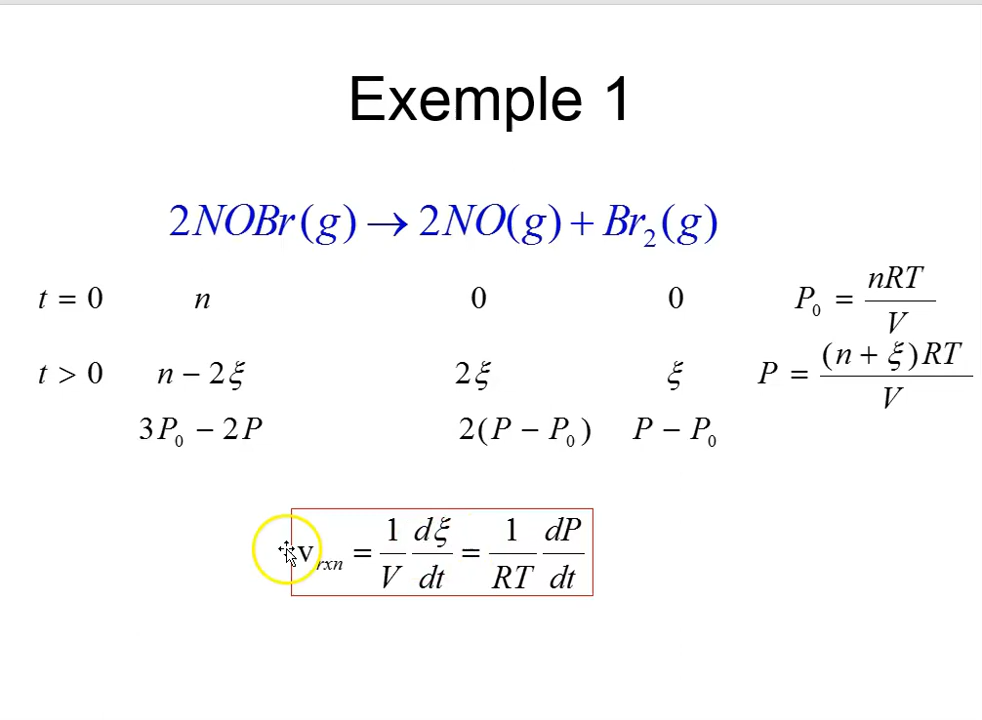 Exemple 1
2NOBr(g) → 2NO(g) + Br₂(g)
t = 0 n 0 0 P₀ = nRT/V
t > 0 n − 2ξ 2ξ ξ P = (n + ξ)RT/V
3P₀ − 2P 2(P − P₀) P − P₀
v_rxn = 1/V dξ/dt = 1/RT dP/dt